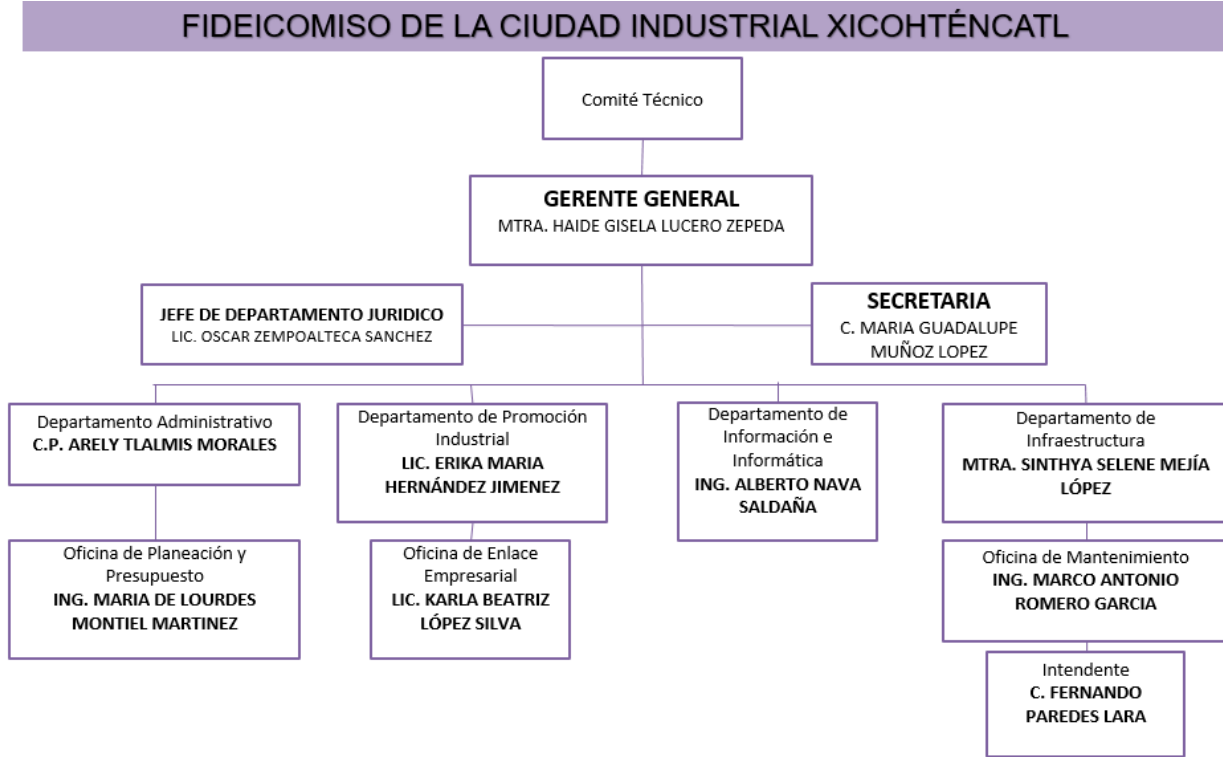 FIDEICOMISO DE LA CIUDAD INDUSTRIAL XICOHTÉNCATL
Comité Técnico
GERENTE GENERAL
MTRA. HAIDE GISELA LUCERO ZEPEDA
JEFE DE DEPARTAMENTO JURIDICO
LIC. OSCAR ZEMPOALTECA SANCHEZ
SECRETARIA
C. MARIA GUADALUPE
MUÑOZ LOPEZ
Departamento Administrativo
C.P. ARELY TLALMIS MORALES
Departamento de Promoción
Industrial
LIC. ERIKA MARIA
HERNÁNDEZ JIMENEZ
Departamento de
Información e
Informática
ING. ALBERTO NAVA
SALDAÑA
Departamento de
Infraestructura
MTRA. SINTHYA SELENE MEJÍA
LÓPEZ
Oficina de Planeación y
Presupuesto
ING. MARIA DE LOURDES
MONTIEL MARTINEZ
Oficina de Enlace
Empresarial
LIC. KARLA BEATRIZ
LÓPEZ SILVA
Oficina de Mantenimiento
ING. MARCO ANTONIO
ROMERO GARCIA
Intendente
C. FERNANDO
PAREDES LARA